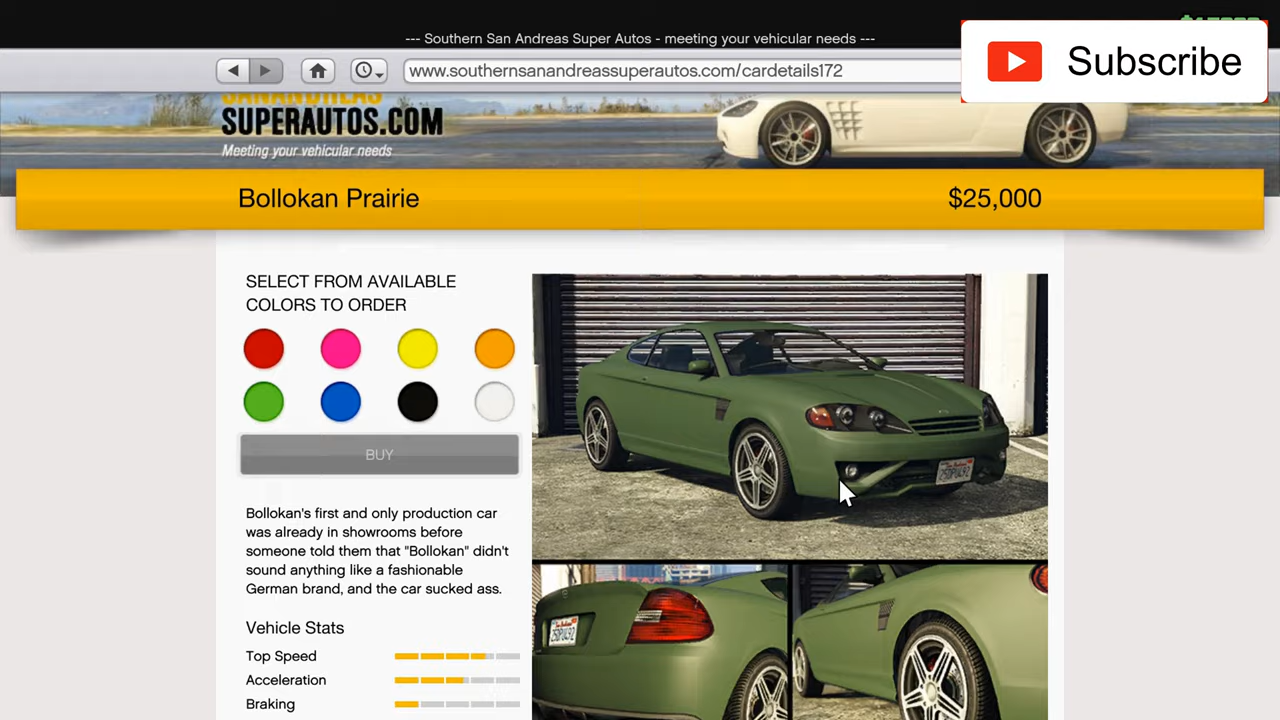 --- Southern San Andreas Super Autos - meeting your vehicular needs ---
www.southernsanandreassuperautos.com/cardetails172
Subscribe
SANANDREAS
SUPERAUTOS.COM
Meeting your vehicular needs
Bollokan Prairie
$25,000
SELECT FROM AVAILABLE
COLORS TO ORDER
BUY
Bollokan's first and only production car
was already in showrooms before
someone told them that "Bollokan" didn't
sound anything like a fashionable
German brand, and the car sucked ass.
Vehicle Stats
Top Speed
Acceleration
Braking